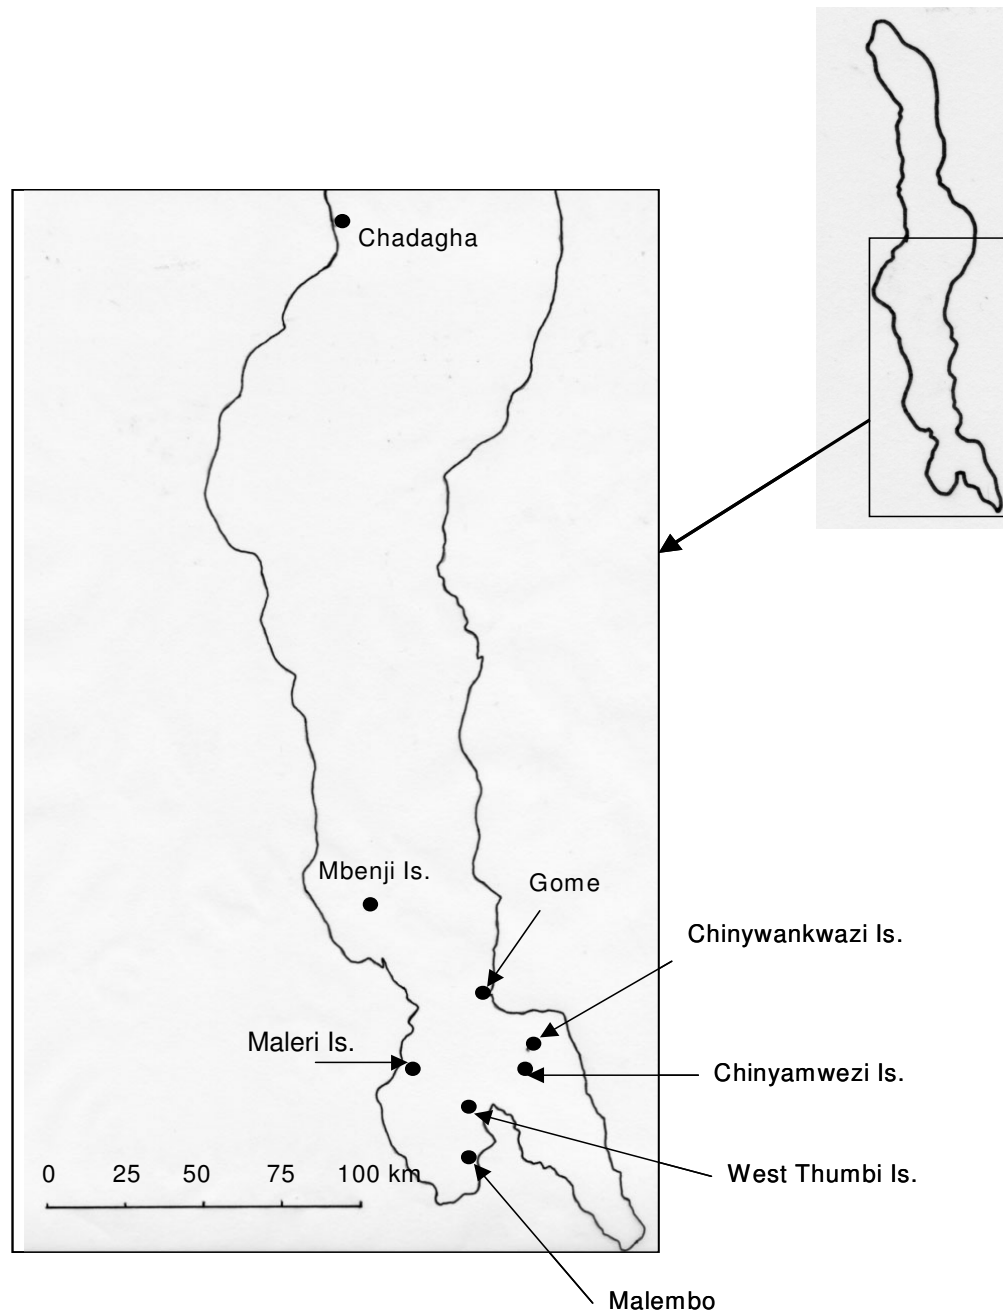 Chadagha
Mbenji Is.
Gome
Chinywankwazi Is.
Maleri Is.
Chinyamwezi Is.
0 25 50 75 100 km
West Thumbi Is.
Malembo